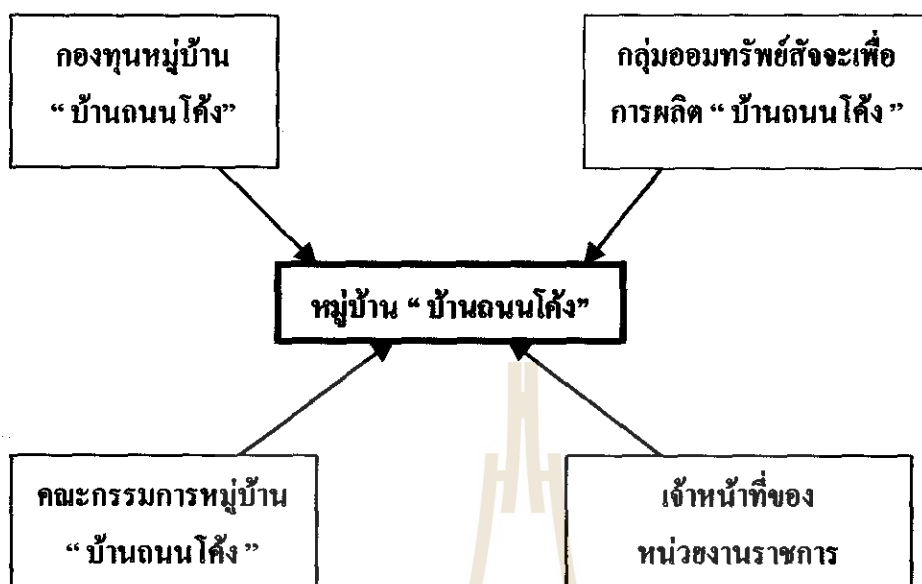 กองทุนหมู่บ้าน
“ บ้านถนนโค้ง”
กลุ่มออมทรัพย์สัจจะเพื่อ
การผลิต “ บ้านถนนโค้ง ”
หมู่บ้าน “ บ้านถนนโค้ง”
คณะกรรมการหมู่บ้าน
“ บ้านถนนโค้ง ”
เจ้าหน้าที่ของ
หน่วยงานราชการ